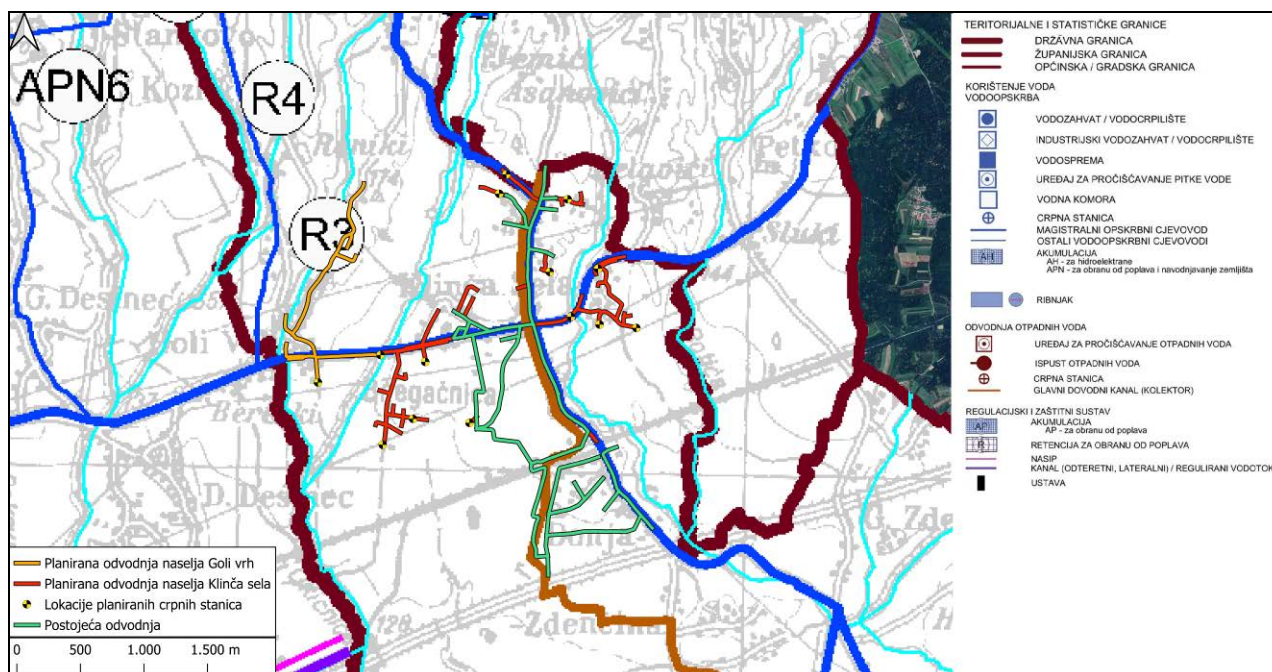 APN6
R4
R3
G. Desineć
D. Desinec
Zdenčina
Planirana odvodnja naselja Goli vrh
Planirana odvodnja naselja Klinča sela
Lokacije planiranih crpnih stanica
Postojeća odvodnja
0 500 1.000 1.500 m
TERITORIJALNE I STATISTIČKE GRANICE
DRŽAVNA GRANICA
ŽUPANIJSKA GRANICA
OPĆINSKA / GRADSKA GRANICA
KORIŠTENJE VODA
VODOOPSKRBA
VODOZAHVAT / VODOCRPILIŠTE
INDUSTRIJSKI VODOZAHVAT / VODOCRPILIŠTE
VODOSPREMA
UREĐAJ ZA PROČIŠĆAVANJE PITKE VODE
VODNA KOMORA
CRPNA STANICA
MAGISTRALNI OPSKRBNI CJEVOVOD
OSTALI VODOOPSKRBNI CJEVOVODI
AKUMULACIJA
AH
AH - za hidroelektrane
APN - za obranu od poplava i navodnjavanje zemljišta
RIBNJAK
ODVODNJA OTPADNIH VODA
UREĐAJ ZA PROČIŠĆAVANJE OTPADNIH VODA
ISPUST OTPADNIH VODA
CRPNA STANICA
GLAVNI DOVODNI KANAL (KOLEKTOR)
REGULACIJSKI I ZAŠTITNI SUSTAV
AKUMULACIJA
AP
AP - za obranu od poplava
R
RETENCIJA ZA OBRANU OD POPLAVA
NASIP
KANAL (ODTERETNI, LATERALNI) / REGULIRANI VODOTOK
USTAVA